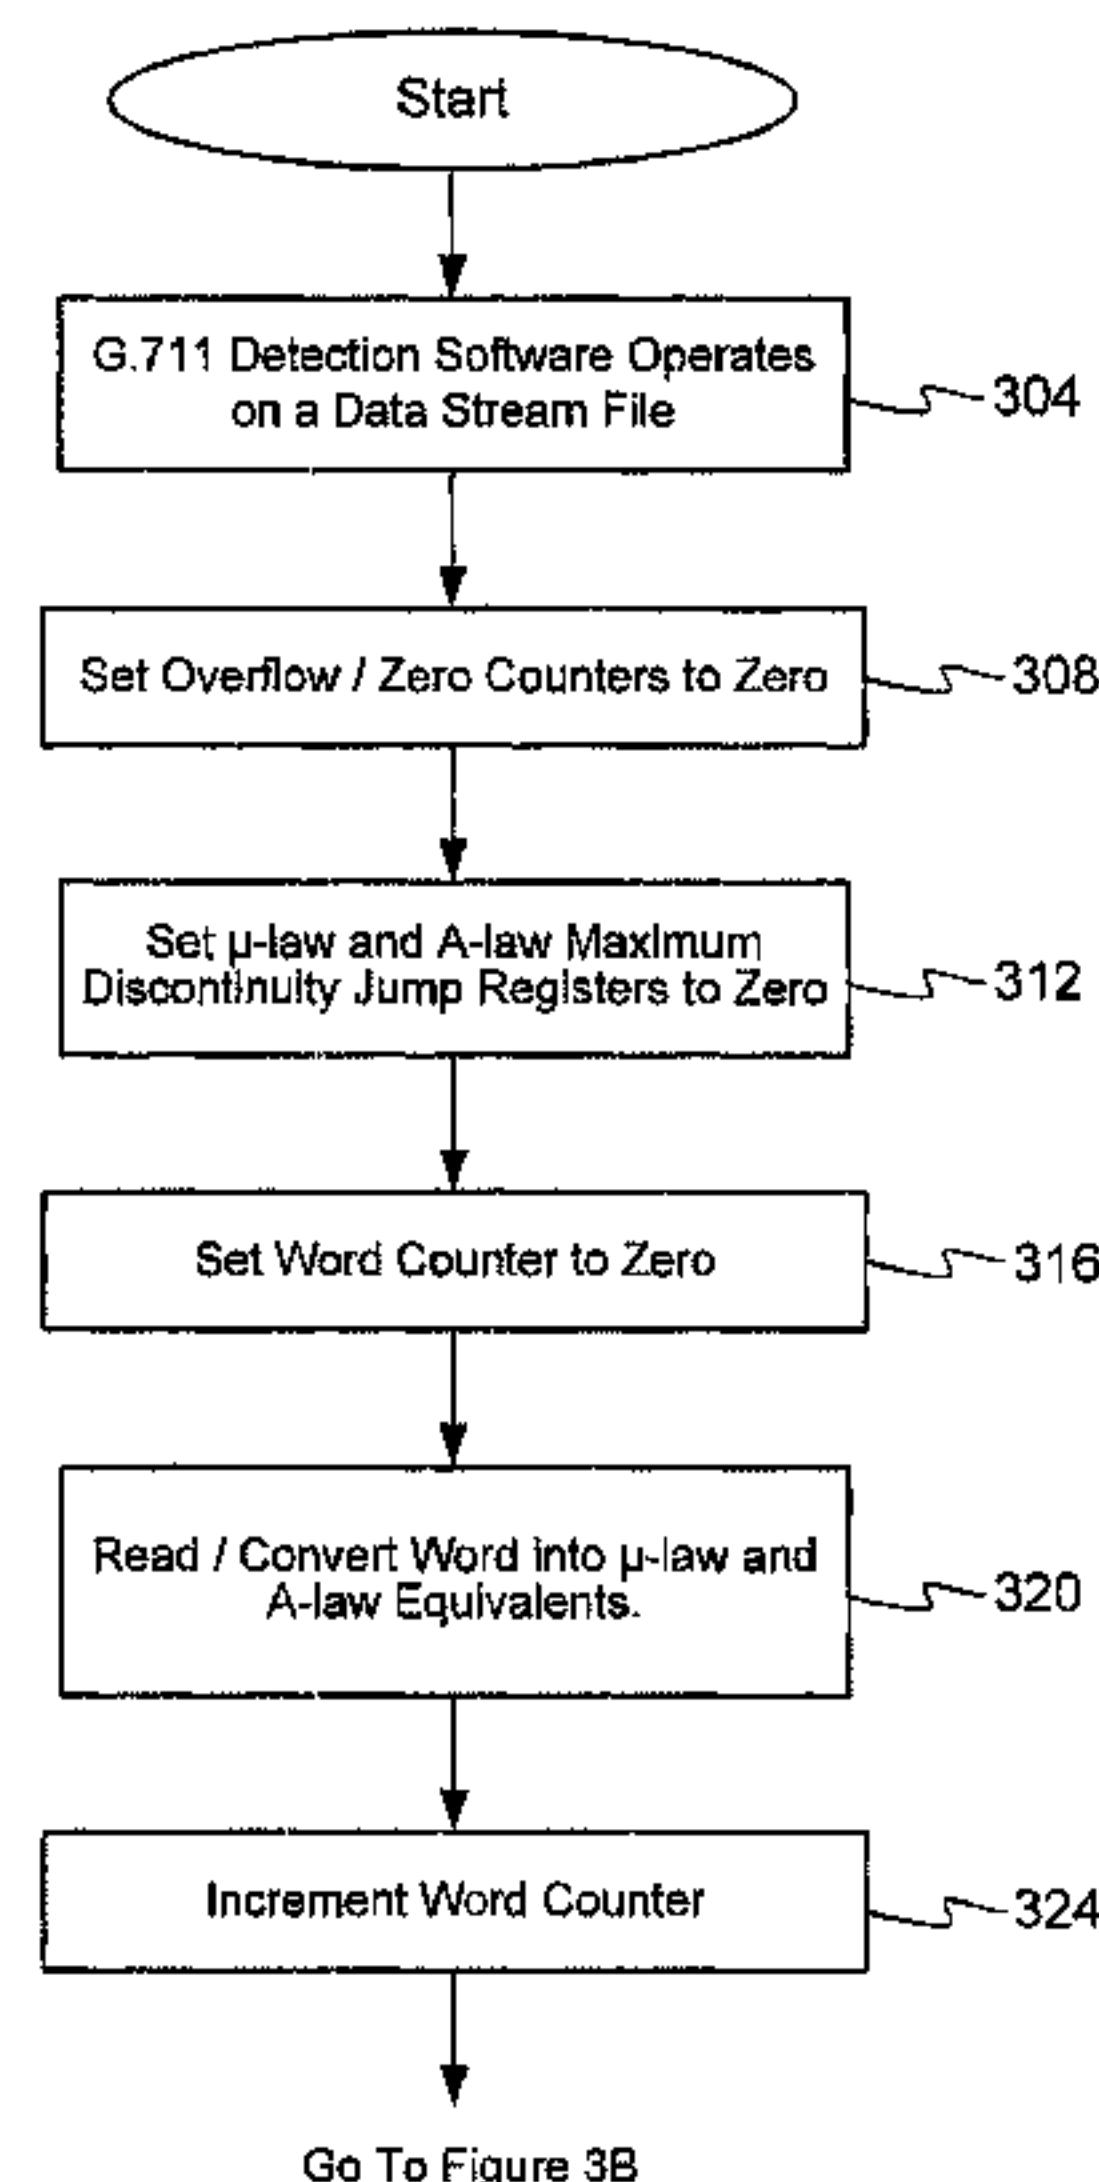 Start
G.711 Detection Software Operates
on a Data Stream File
304
Set Overflow / Zero Counters to Zero
308
Set μ-law and A-law Maximum
Discontinuity Jump Registers to Zero
312
Set Word Counter to Zero
316
Read / Convert Word into μ-law and
A-law Equivalents.
320
Increment Word Counter
324
Go To Figure 3B